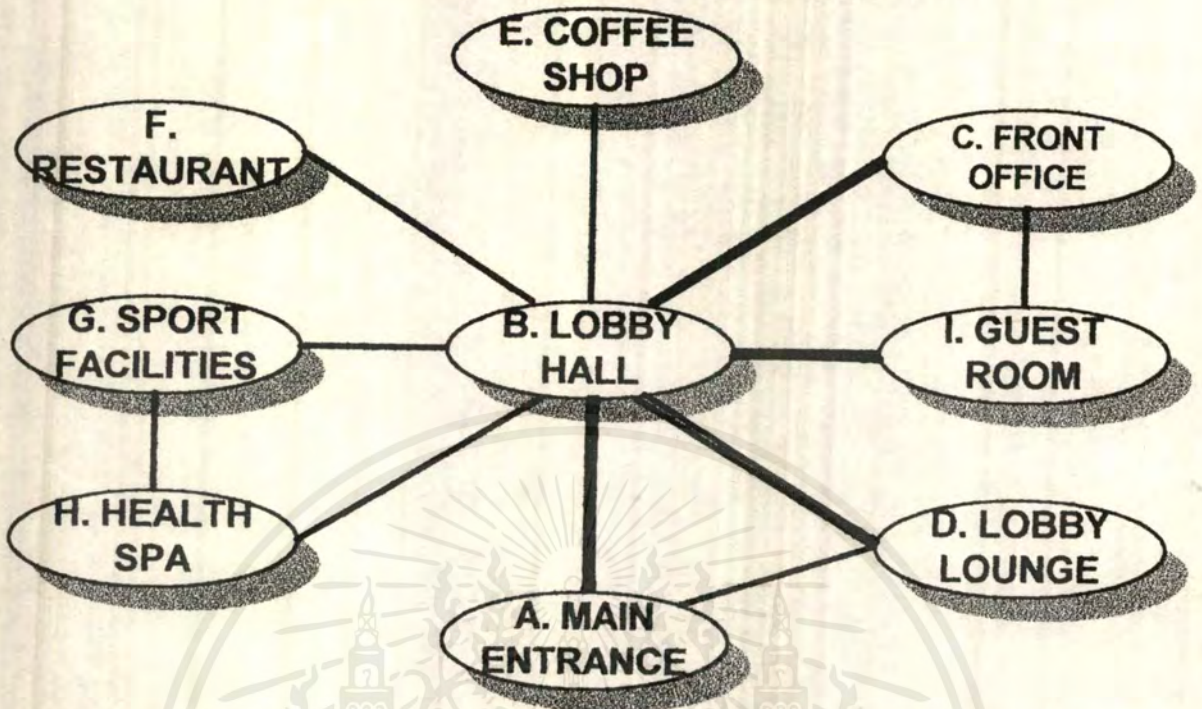 E. COFFEE
SHOP
F.
RESTAURANT
C. FRONT
OFFICE
G. SPORT
FACILITIES
B. LOBBY
HALL
I. GUEST
ROOM
H. HEALTH
SPA
D. LOBBY
LOUNGE
A. MAIN
ENTRANCE